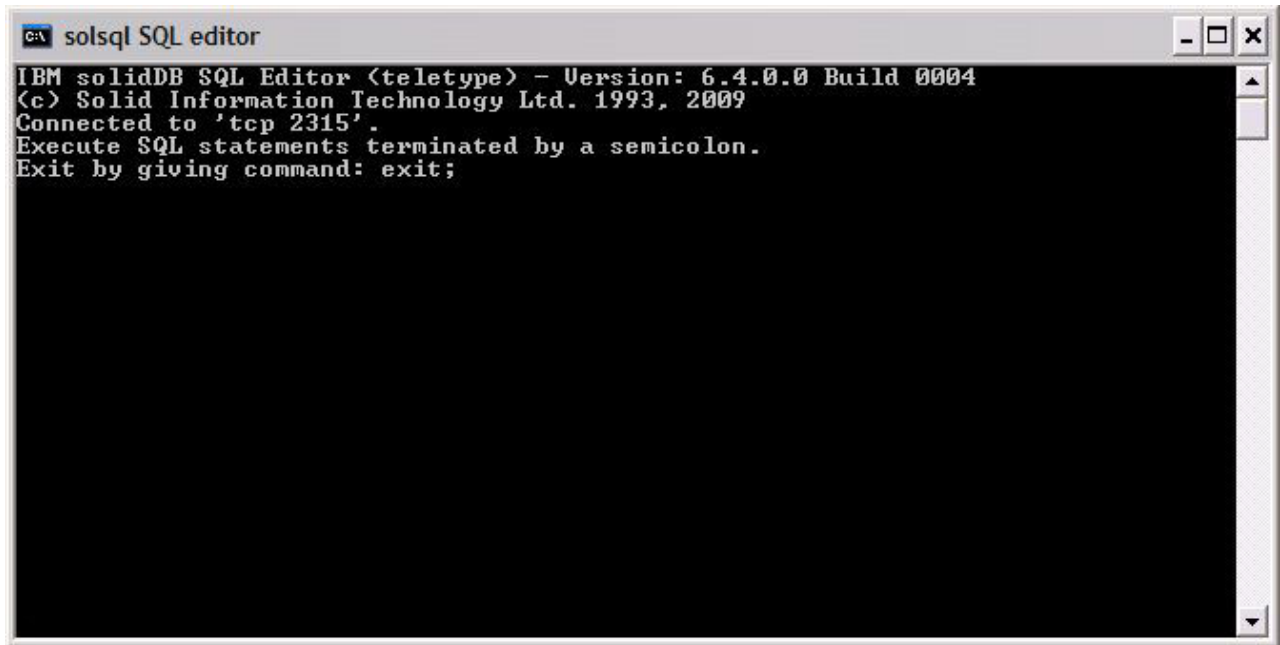 solsql SQL editor
IBM solidDB SQL Editor (teletype) - Version: 6.4.0.0 Build 0004
(c) Solid Information Technology Ltd. 1993, 2009
Connected to 'tcp 2315'.
Execute SQL statements terminated by a semicolon.
Exit by giving command: exit;